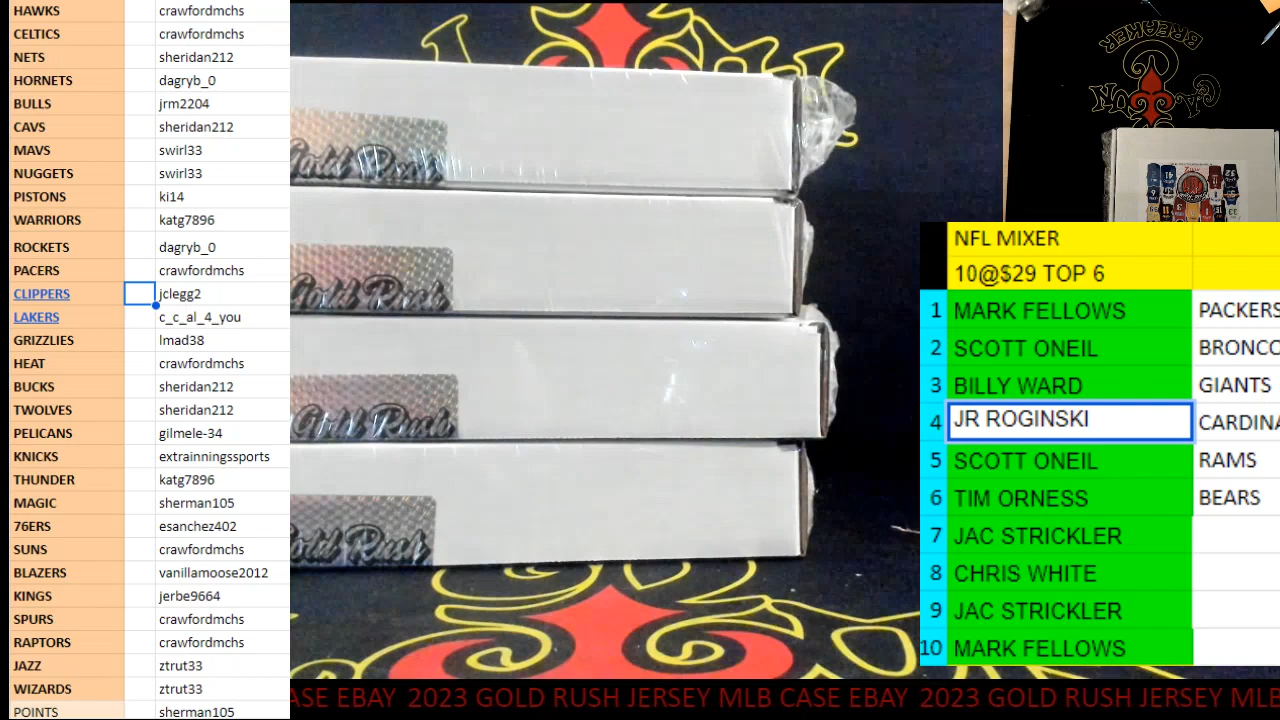 HAWKS crawfordmchs
CELTICS crawfordmchs
NETS sheridan212
HORNETS dagryb_0
BULLS jrm2204
CAVS sheridan212
MAVS swirl33
NUGGETS swirl33
PISTONS ki14
WARRIORS katg7896
ROCKETS dagryb_0
PACERS crawfordmchs
CLIPPERS jclegg2
LAKERS c_c_al_4_you
GRIZZLIES lmad38
HEAT crawfordmchs
BUCKS sheridan212
TWOLVES sheridan212
PELICANS gilmele-34
KNICKS extrainningssports
THUNDER katg7896
MAGIC sherman105
76ERS esanchez402
SUNS crawfordmchs
BLAZERS vanillamoose2012
KINGS jerbe9664
SPURS crawfordmchs
RAPTORS crawfordmchs
JAZZ ztrut33
WIZARDS ztrut33
POINTS sherman105
Gold Rush
Gold Rush
Gold Rush
Gold Rush
BREAKER
NFL MIXER
10@$29 TOP 6
1 MARK FELLOWS PACKERS
2 SCOTT ONEIL BRONCO
3 BILLY WARD GIANTS
4 JR ROGINSKI CARDINA
5 SCOTT ONEIL RAMS
6 TIM ORNESS BEARS
7 JAC STRICKLER
8 CHRIS WHITE
9 JAC STRICKLER
10 MARK FELLOWS
CASE EBAY 2023 GOLD RUSH JERSEY MLB CASE EBAY 2023 GOLD RUSH JERSEY MLB